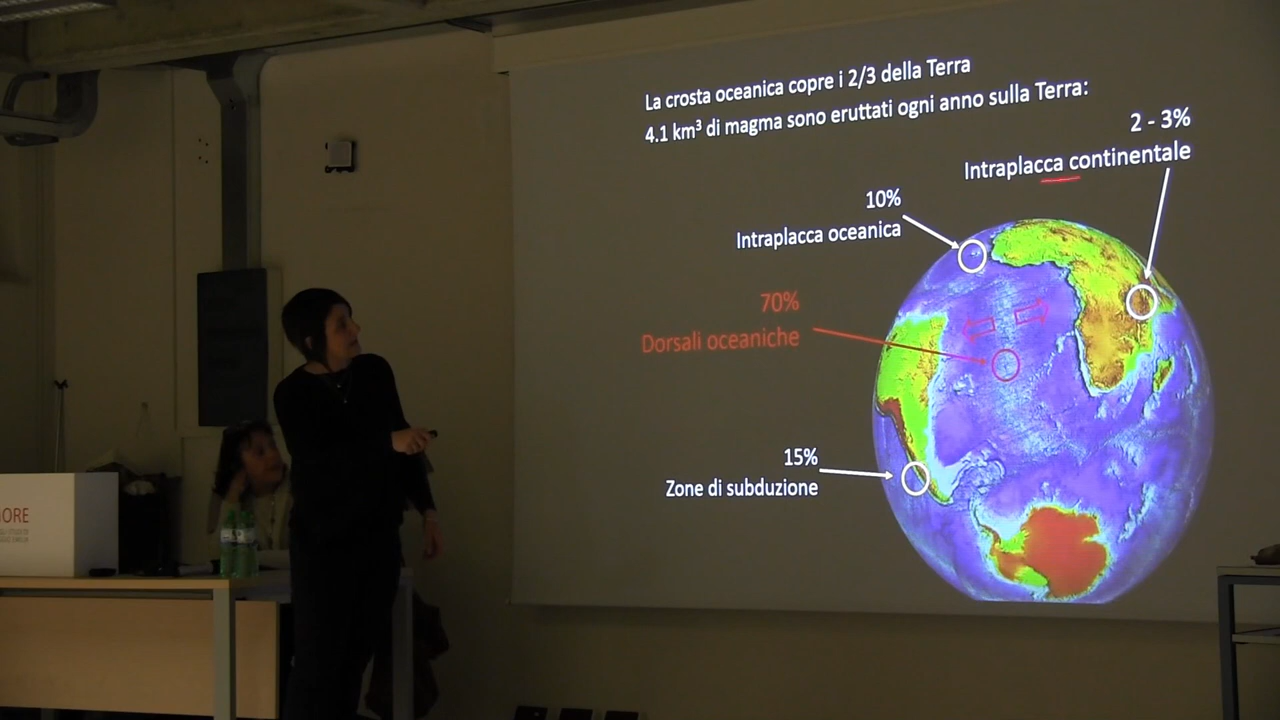 La crosta oceanica copre i 2/3 della Terra
4.1 km³ di magma sono eruttati ogni anno sulla Terra:
2 - 3%
Intraplacca continentale
10%
Intraplacca oceanica
70%
Dorsali oceaniche
15%
Zone di subduzione
ORE